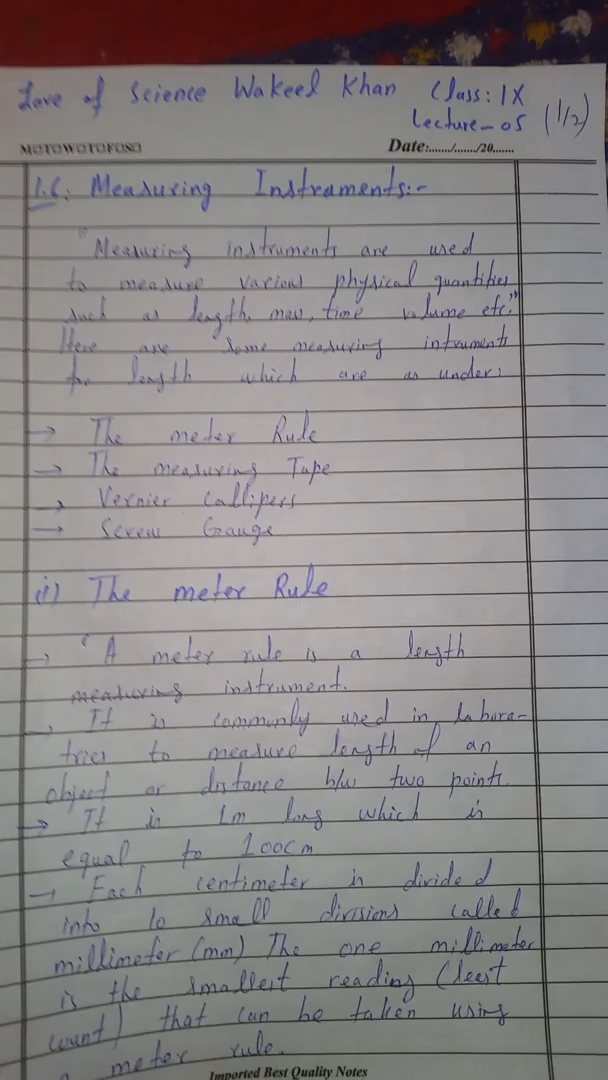 Love of Science Wakeel Khan Class: IX
Lecture-05 (1/2)
MOTOWOTOFOSO Date:....../....../20.......
1.6: Measuring Instraments:-
"Measuring instruments are used
to measure various physical quantities
such as length, mass, time volume etc."
Here are some measuring intruments
for length which are as under:
→ The meter Rule
→ The measuring Tape
→ Vernier Callipers
→ Screw Gauge
(i) The meter Rule
→ "A meter rule is a length
measuring instrument.
→ It is commonly used in labora-
tries to measure length of an
object or distance b/w two points.
→ It is 1m long which is
equal to 100cm
→ Each centimeter is divided
into 10 small divisions called
millimeter (mm) The one millimeter
is the smallest reading (least
count) that can be taken using
a meter rule.
Imported Best Quality Notes